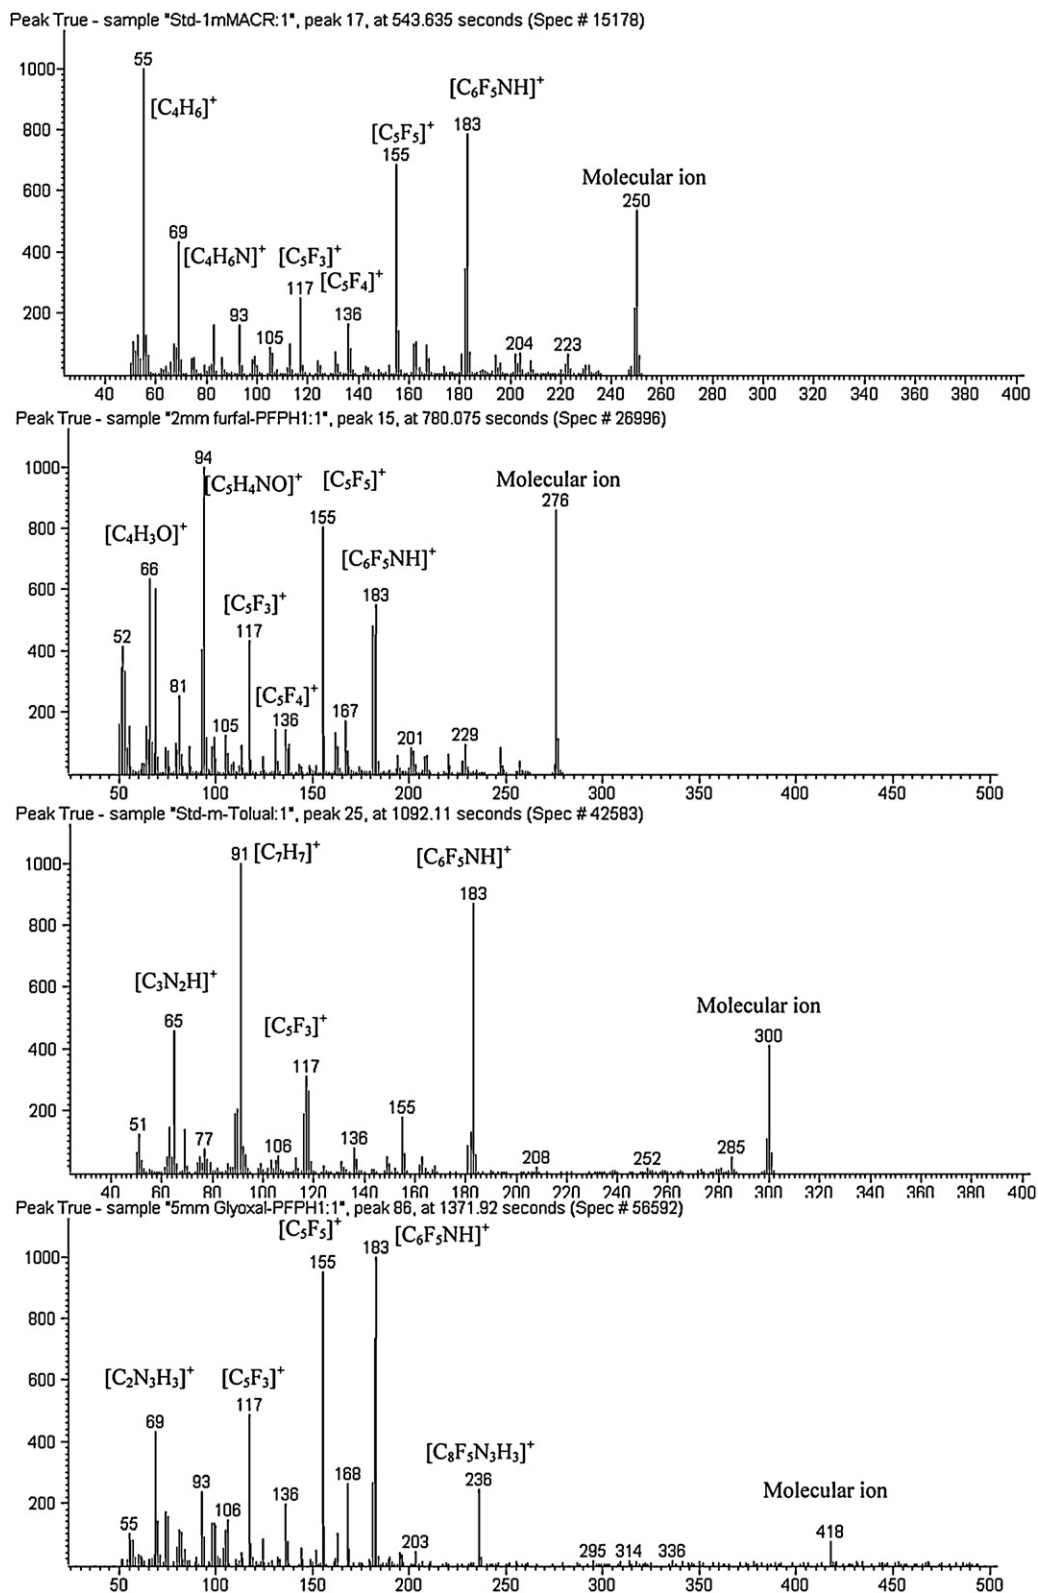 Peak True - sample "Std-1mMACR:1", peak 17, at 543.635 seconds (Spec # 15178)
1000
800
600
400
200
55
[C₄H₆]⁺
69
[C₄H₆N]⁺
93
105
[C₅F₃]⁺
117
[C₅F₄]⁺
136
[C₅F₅]⁺
155
[C₆F₅NH]⁺
183
204
223
Molecular ion
250
40 60 80 100 120 140 160 180 200 220 240 260 280 300 320 340 360 380 400
Peak True - sample "2mm furfal-PFPH1:1", peak 15, at 780.075 seconds (Spec # 26996)
1000
800
600
400
200
52
[C₄H₃O]⁺
66
81
94
[C₅H₄NO]⁺
105
[C₅F₃]⁺
117
[C₅F₄]⁺
136
[C₅F₅]⁺
155
167
[C₆F₅NH]⁺
183
201
229
Molecular ion
276
50 100 150 200 250 300 350 400 450 500
Peak True - sample "Std-m-Tolual:1", peak 25, at 1092.11 seconds (Spec # 42583)
1000
800
600
400
200
51
[C₃N₂H]⁺
65
77
91 [C₇H₇]⁺
106
[C₅F₃]⁺
117
136
155
[C₆F₅NH]⁺
183
208
252
285
Molecular ion
300
40 60 80 100 120 140 160 180 200 220 240 260 280 300 320 340 360 380 400
Peak True - sample "5mm Glyoxal-PFPH1:1", peak 86, at 1371.92 seconds (Spec # 56592)
1000
800
600
400
200
55
[C₂N₃H₃]⁺
69
93
106
[C₅F₃]⁺
117
136
[C₅F₅]⁺
155
168
[C₆F₅NH]⁺
183
203
[C₈F₅N₃H₃]⁺
236
295 314 336
Molecular ion
418
50 100 150 200 250 300 350 400 450 500